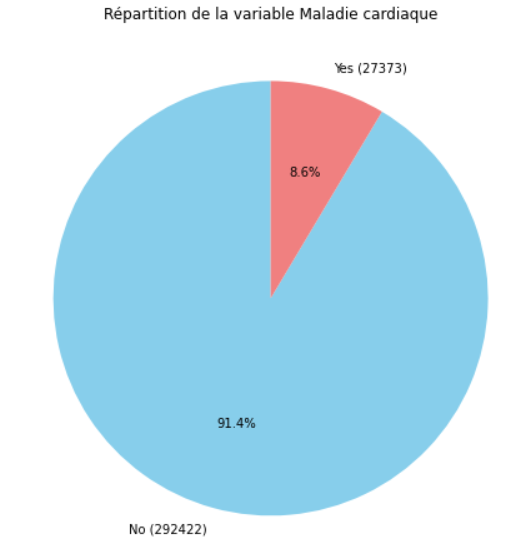 Répartition de la variable Maladie cardiaque
Yes (27373)
8.6%
91.4%
No (292422)